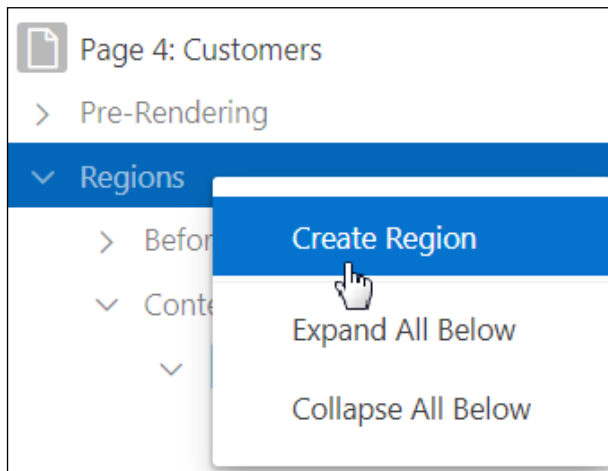 Page 4: Customers
Pre-Rendering
Regions
Create Region
Expand All Below
Collapse All Below